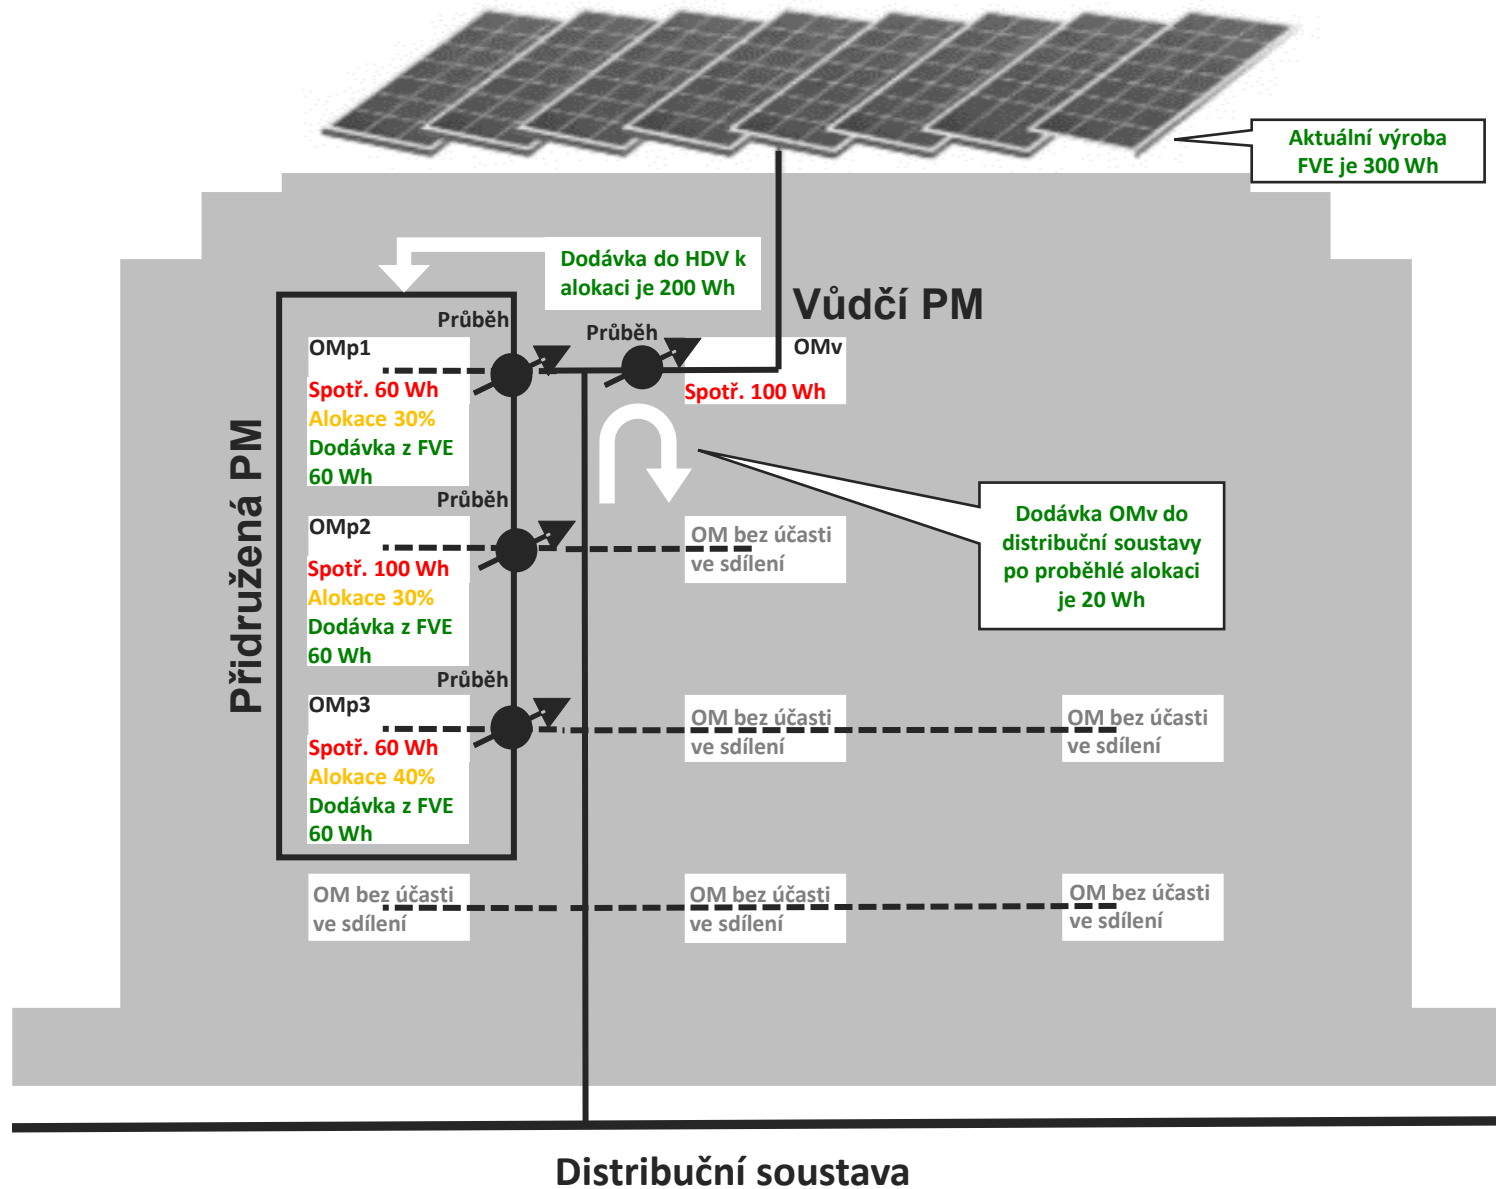 Aktuální výroba
FVE je 300 Wh
Dodávka do HDV k
alokaci je 200 Wh
Vůdčí PM
Průběh
Průběh
OMp1
OMv
Spotř. 60 Wh
Spotř. 100 Wh
Alokace 30%
Dodávka z FVE
60 Wh
Přidružená PM
Průběh
OMp2
Spotř. 100 Wh
Alokace 30%
Dodávka z FVE
60 Wh
OM bez účasti
ve sdílení
Dodávka OMv do
distribuční soustavy
po proběhlé alokaci
je 20 Wh
Průběh
OMp3
Spotř. 60 Wh
Alokace 40%
Dodávka z FVE
60 Wh
OM bez účasti
ve sdílení
OM bez účasti
ve sdílení
OM bez účasti
ve sdílení
OM bez účasti
ve sdílení
OM bez účasti
ve sdílení
Distribuční soustava